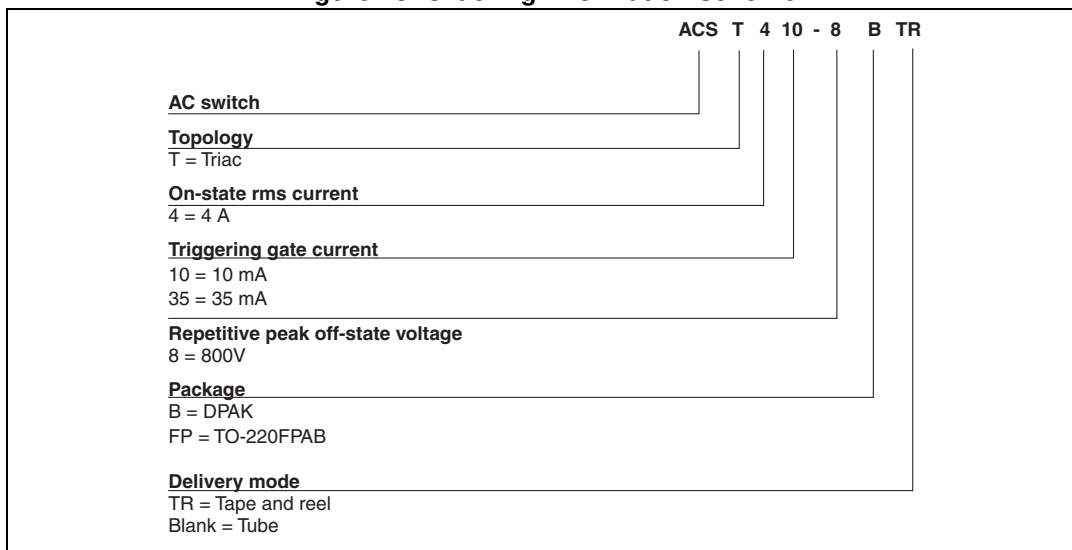 ACS T 4 10 - 8 B TR
AC switch
Topology
T = Triac
On-state rms current
4 = 4 A
Triggering gate current
10 = 10 mA
35 = 35 mA
Repetitive peak off-state voltage
8 = 800V
Package
B = DPAK
FP = TO-220FPAB
Delivery mode
TR = Tape and reel
Blank = Tube